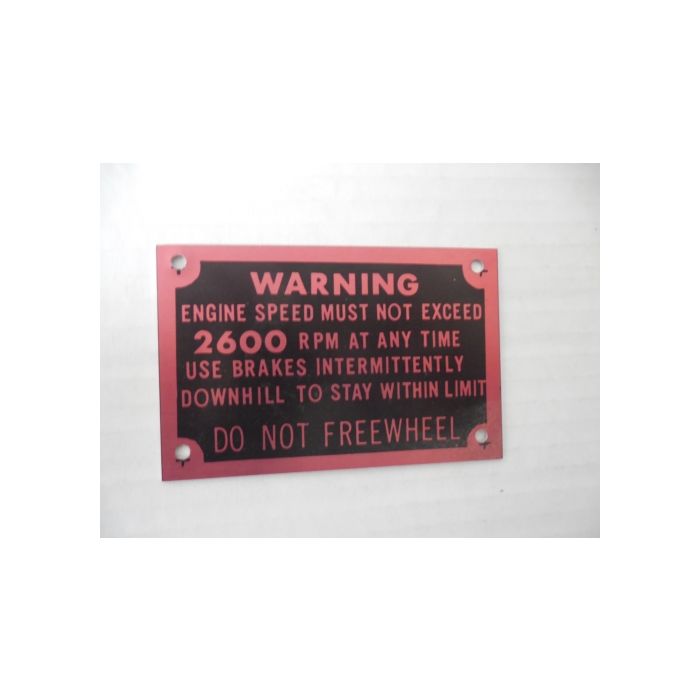 WARNING
ENGINE SPEED MUST NOT EXCEED
2600 RPM AT ANY TIME
USE BRAKES INTERMITTENTLY
DOWNHILL TO STAY WITHIN LIMIT
DO NOT FREEWHEEL